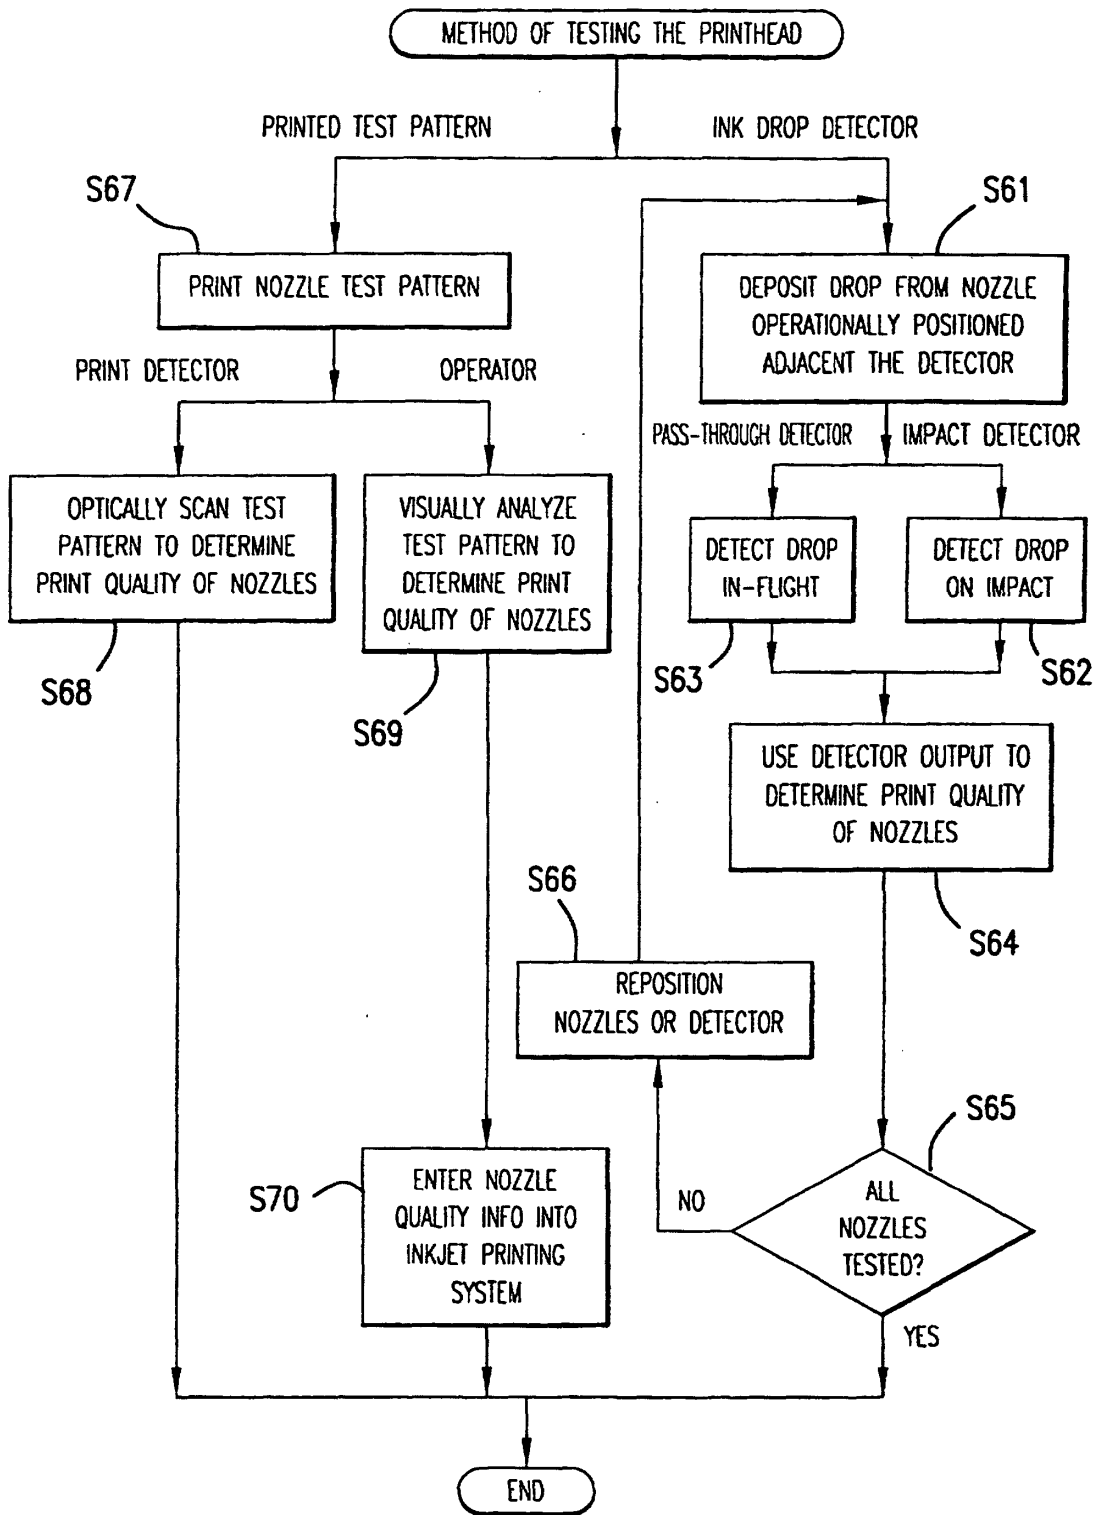 METHOD OF TESTING THE PRINTHEAD
PRINTED TEST PATTERN
INK DROP DETECTOR
S67
S61
PRINT NOZZLE TEST PATTERN
DEPOSIT DROP FROM NOZZLE
OPERATIONALLY POSITIONED
ADJACENT THE DETECTOR
PRINT DETECTOR
OPERATOR
PASS-THROUGH DETECTOR
IMPACT DETECTOR
OPTICALLY SCAN TEST
PATTERN TO DETERMINE
PRINT QUALITY OF NOZZLES
VISUALLY ANALYZE
TEST PATTERN TO
DETERMINE PRINT
QUALITY OF NOZZLES
DETECT DROP
IN-FLIGHT
DETECT DROP
ON IMPACT
S68
S69
S63
S62
USE DETECTOR OUTPUT TO
DETERMINE PRINT QUALITY
OF NOZZLES
S66
S64
REPOSITION
NOZZLES OR DETECTOR
S65
S70
ENTER NOZZLE
QUALITY INFO INTO
INKJET PRINTING
SYSTEM
NO
ALL
NOZZLES
TESTED?
YES
END